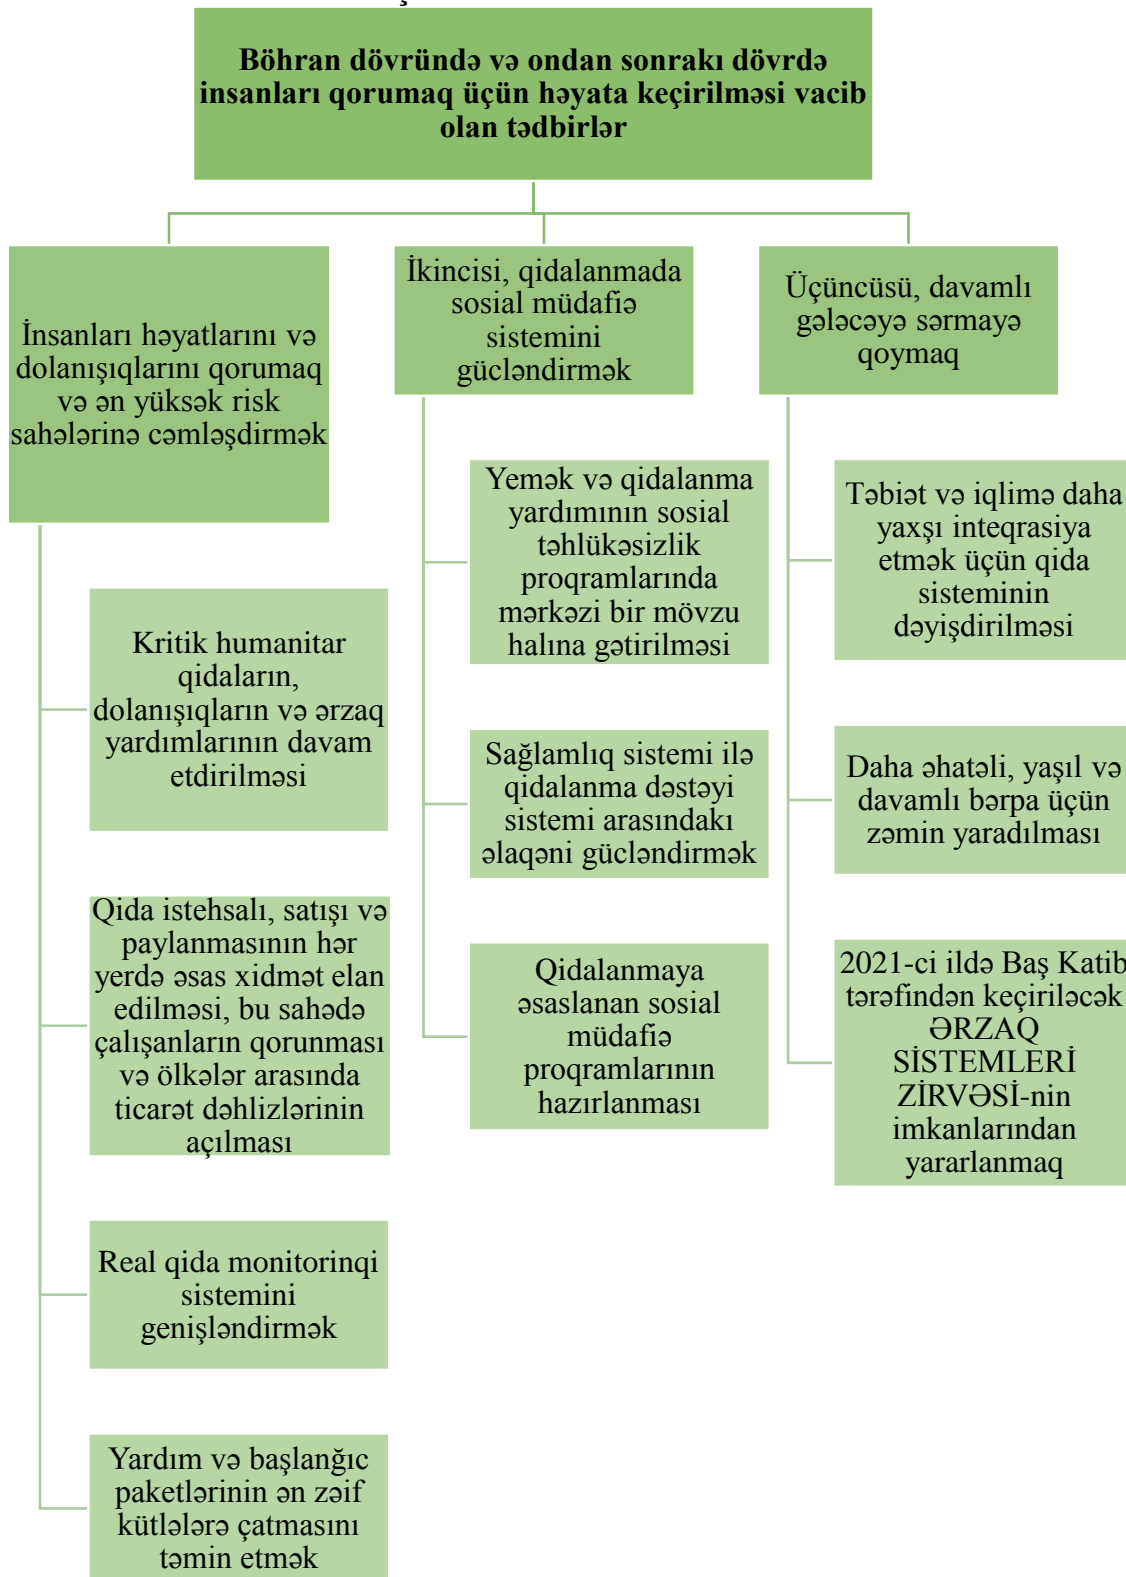 Böhran dövründə və ondan sonrakı dövrdə
insanları qorumaq üçün həyata keçirilməsi vacib
olan tədbirlər
İnsanları həyatlarını və
dolanışıqlarını qorumaq
və ən yüksək risk
sahələrinə cəmləşdirmək
Kritik humanitar
qidaların,
dolanışıqların və ərzaq
yardımlarının davam
etdirilməsi
Qida istehsalı, satışı və
paylanmasının hər
yerdə əsas xidmət elan
edilməsi, bu sahədə
çalışanların qorunması
və ölkələr arasında
ticarət dəhlizlərinin
açılması
Real qida monitorinqi
sistemini
genişləndirmək
Yardım və başlanğıc
paketlərinin ən zəif
kütlələrə çatmasını
təmin etmək
İkincisi, qidalanmada
sosial müdafiə
sistemini
gücləndirmək
Yemək və qidalanma
yardımının sosial
təhlükəsizlik
proqramlarında
mərkəzi bir mövzu
halına gətirilməsi
Sağlamlıq sistemi ilə
qidalanma dəstəyi
sistemi arasındakı
əlaqəni gücləndirmək
Qidalanmaya
əsaslanan sosial
müdafiə
proqramlarının
hazırlanması
Üçüncüsü, davamlı
gələcəyə sərmayə
qoymaq
Təbiət və iqlimə daha
yaxşı inteqrasiya
etmək üçün qida
sisteminin
dəyişdirilməsi
Daha əhatəli, yaşıl və
davamlı bərpa üçün
zəmin yaradılması
2021-ci ildə Baş Katib
tərəfindən keçiriləcək
ƏRZAQ
SİSTEMLERİ
ZİRVƏSİ-nin
imkanlarından
yararlanmaq